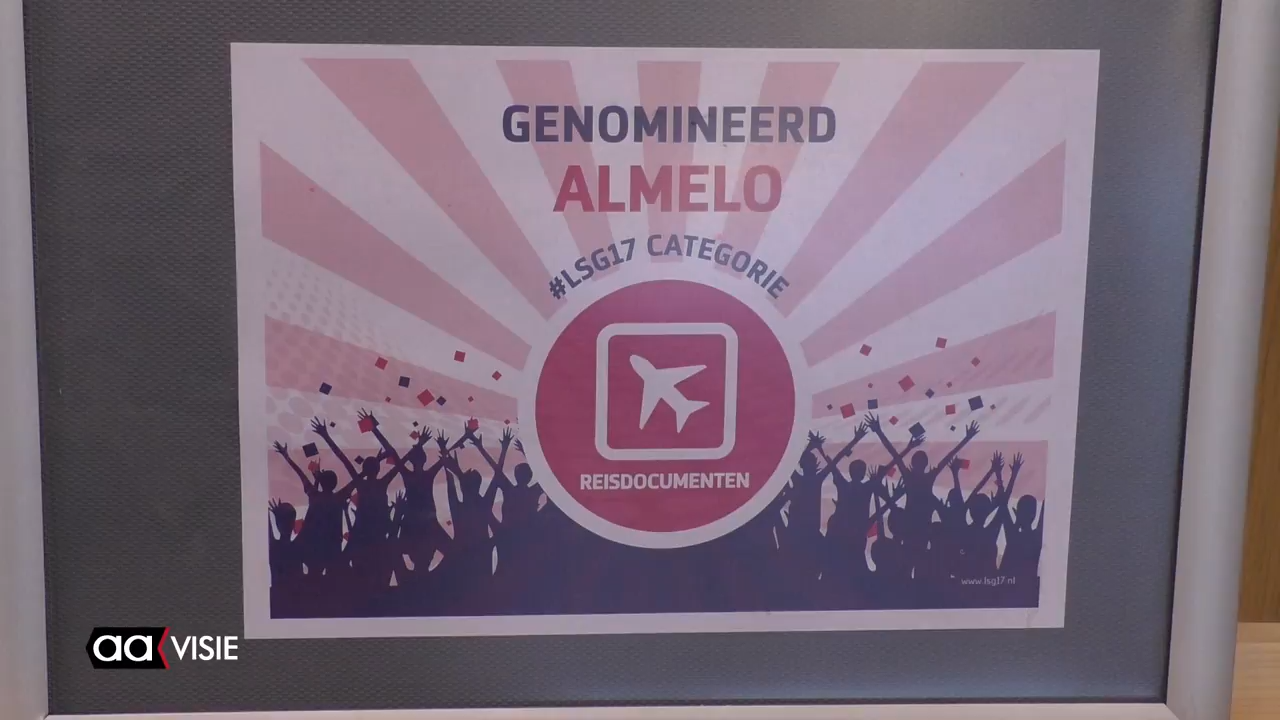 GENOMINEERD
ALMELO
#LSG17 CATEGORIE
REISDOCUMENTEN
www.lsg17.nl
aa VISIE